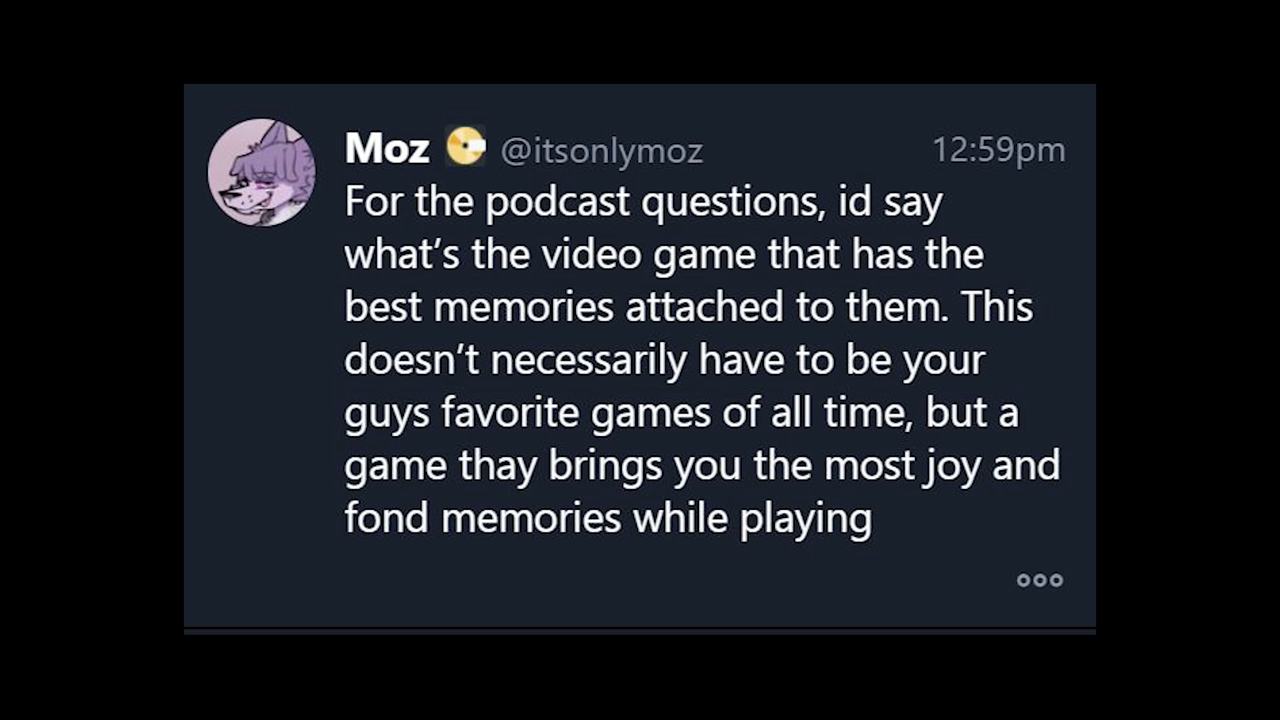 Moz @itsonlymoz 12:59pm
For the podcast questions, id say
what's the video game that has the
best memories attached to them. This
doesn't necessarily have to be your
guys favorite games of all time, but a
game thay brings you the most joy and
fond memories while playing